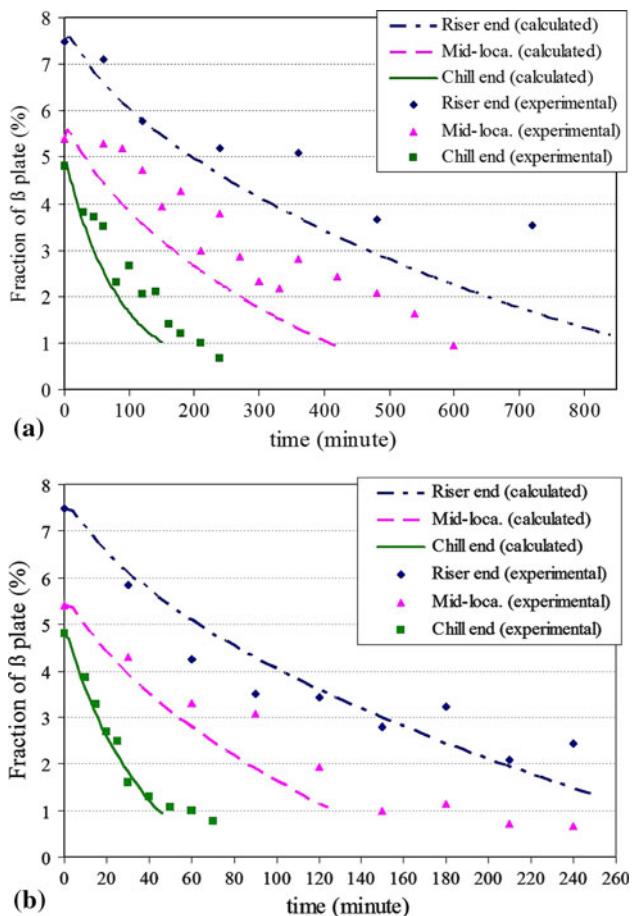 8
7
6
5
4
3
2
1
0
Fraction of ß plate (%)
Riser end (calculated)
Mid-loca. (calculated)
Chill end (calculated)
Riser end (experimental)
Mid-loca. (experimental)
Chill end (experimental)
0 100 200 300 400 500 600 700 800
time (minute)
(a)
8
7
6
5
4
3
2
1
0
Fraction of ß plate (%)
Riser end (calculated)
Mid-loca. (calculated)
Chill end (calculated)
Riser end (experimental)
Mid-loca. (experimental)
Chill end (experimental)
0 20 40 60 80 100 120 140 160 180 200 220 240 260
time (minute)
(b)